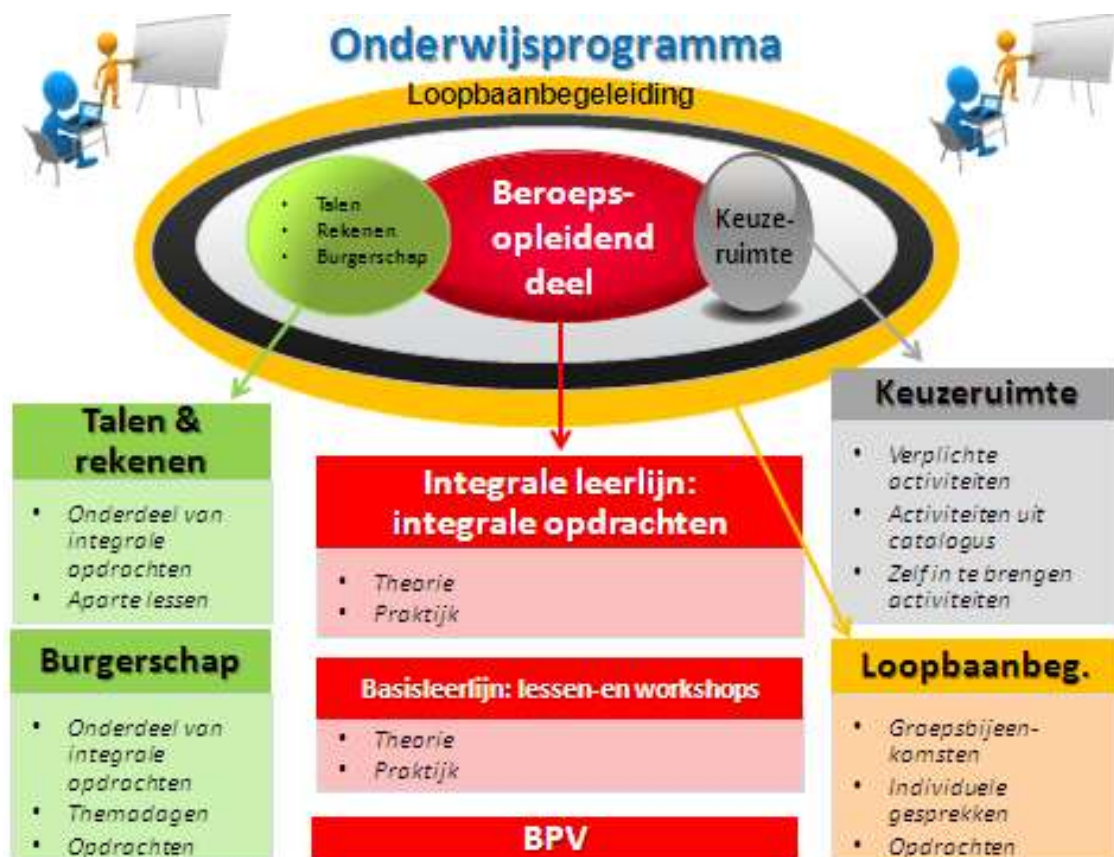 Onderwijsprogramma
Loopbaanbegeleiding
• Talen
• Rekenen
• Burgerschap
Beroeps-
opleidend
deel
Keuze-
ruimte
Talen &
rekenen
• Onderdeel van
integrale
opdrachten
• Aparte lessen
Burgerschap
• Onderdeel van
integrale
opdrachten
• Themadagen
• Opdrachten
Integrale leerlijn:
integrale opdrachten
• Theorie
• Praktijk
Basisleerlijn: lessen-en workshops
• Theorie
• Praktijk
BPV
Keuzeruimte
• Verplichte
activiteiten
• Activiteiten uit
catalogus
• Zelf in te brengen
activiteiten
Loopbaanbeg.
• Groepsbijeen-
komsten
• Individuele
gesprekken
• Opdrachten